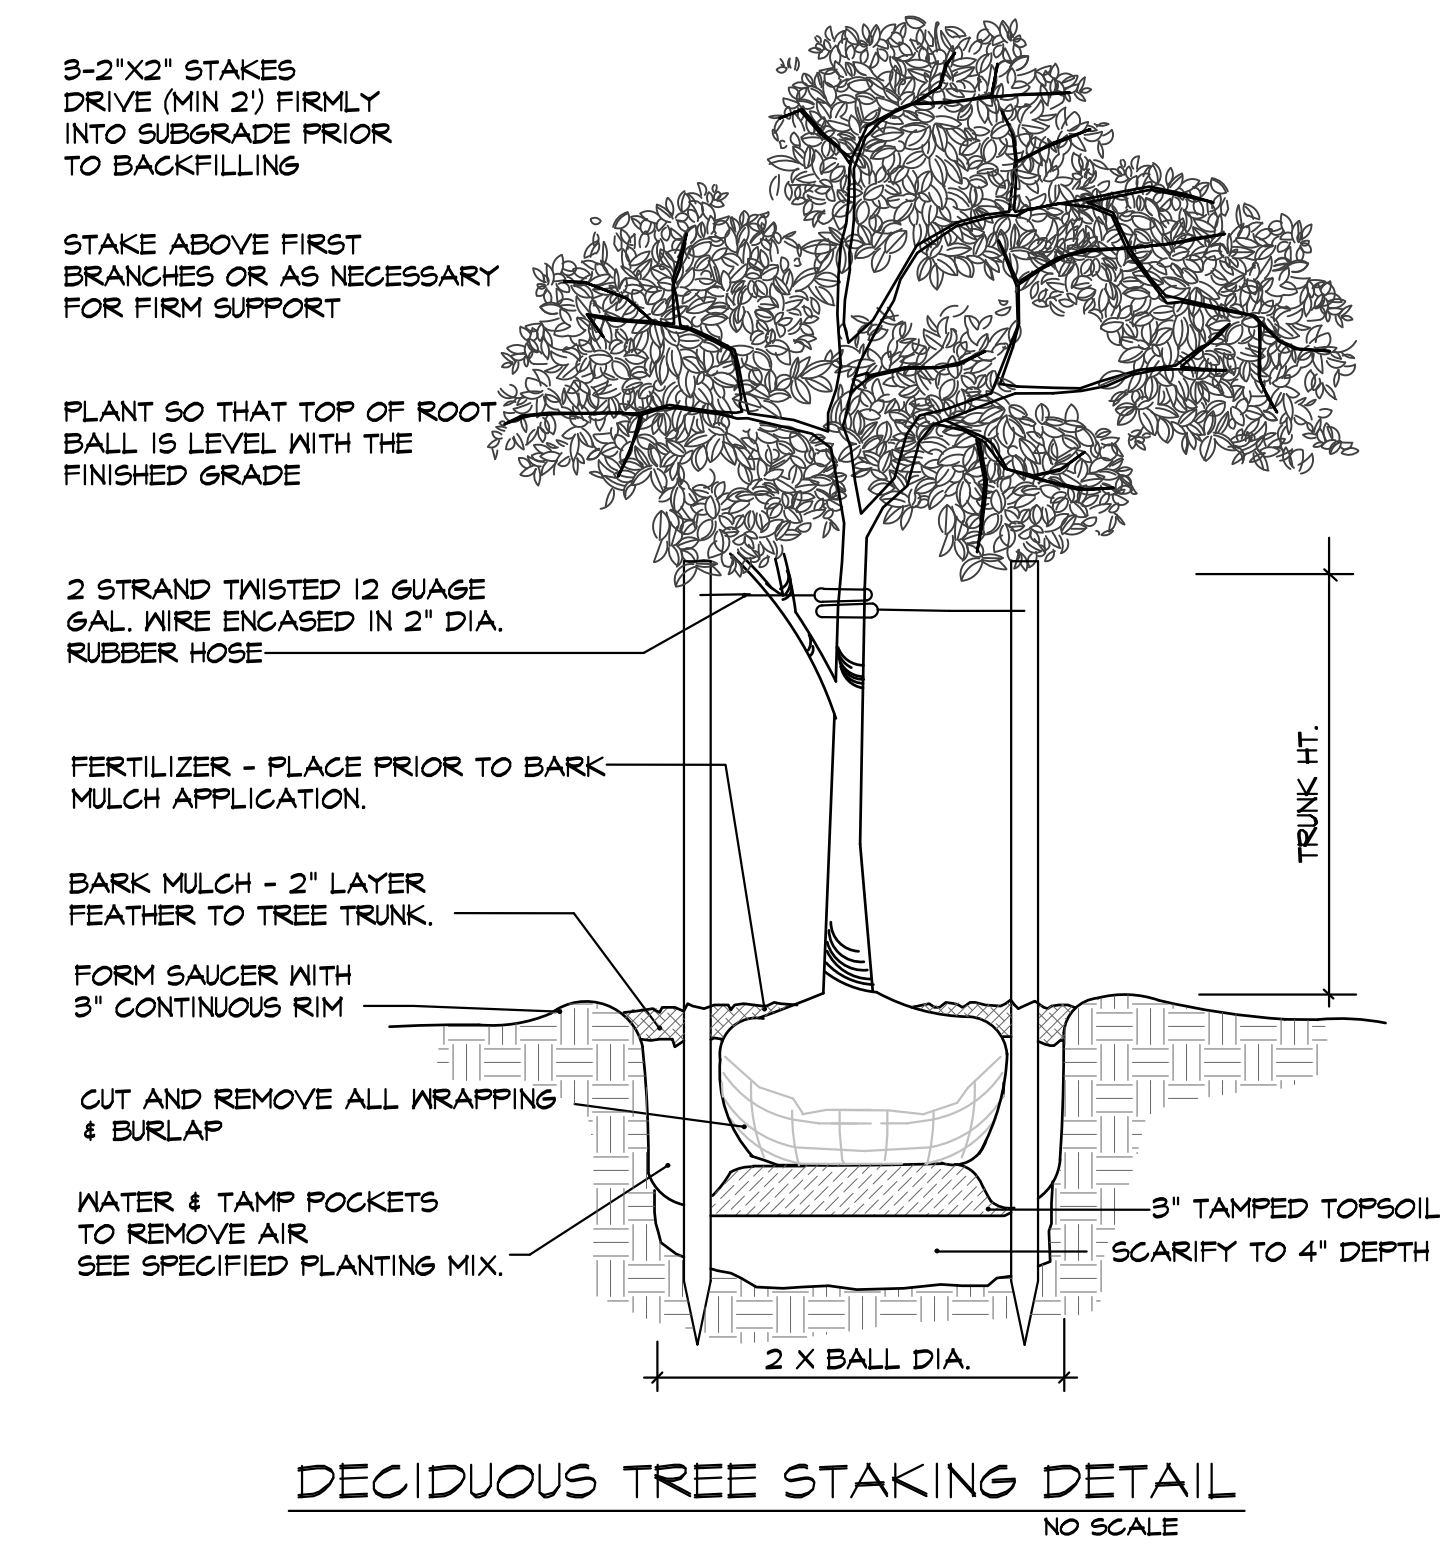 3-2"X2" STAKES
DRIVE (MIN 2') FIRMLY
INTO SUBGRADE PRIOR
TO BACKFILLING
STAKE ABOVE FIRST
BRANCHES OR AS NECESSARY
FOR FIRM SUPPORT
PLANT SO THAT TOP OF ROOT
BALL IS LEVEL WITH THE
FINISHED GRADE
2 STRAND TWISTED 12 GUAGE
GAL. WIRE ENCASED IN 2" DIA.
RUBBER HOSE
FERTILIZER - PLACE PRIOR TO BARK
MULCH APPLICATION.
BARK MULCH - 2" LAYER
FEATHER TO TREE TRUNK.
FORM SAUCER WITH
3" CONTINUOUS RIM
CUT AND REMOVE ALL WRAPPING
& BURLAP
WATER & TAMP POCKETS
TO REMOVE AIR
SEE SPECIFIED PLANTING MIX.
TRUNK HT.
3" TAMPED TOPSOIL
SCARIFY TO 4" DEPTH
2 X BALL DIA.
DECIDUOUS TREE STAKING DETAIL
NO SCALE